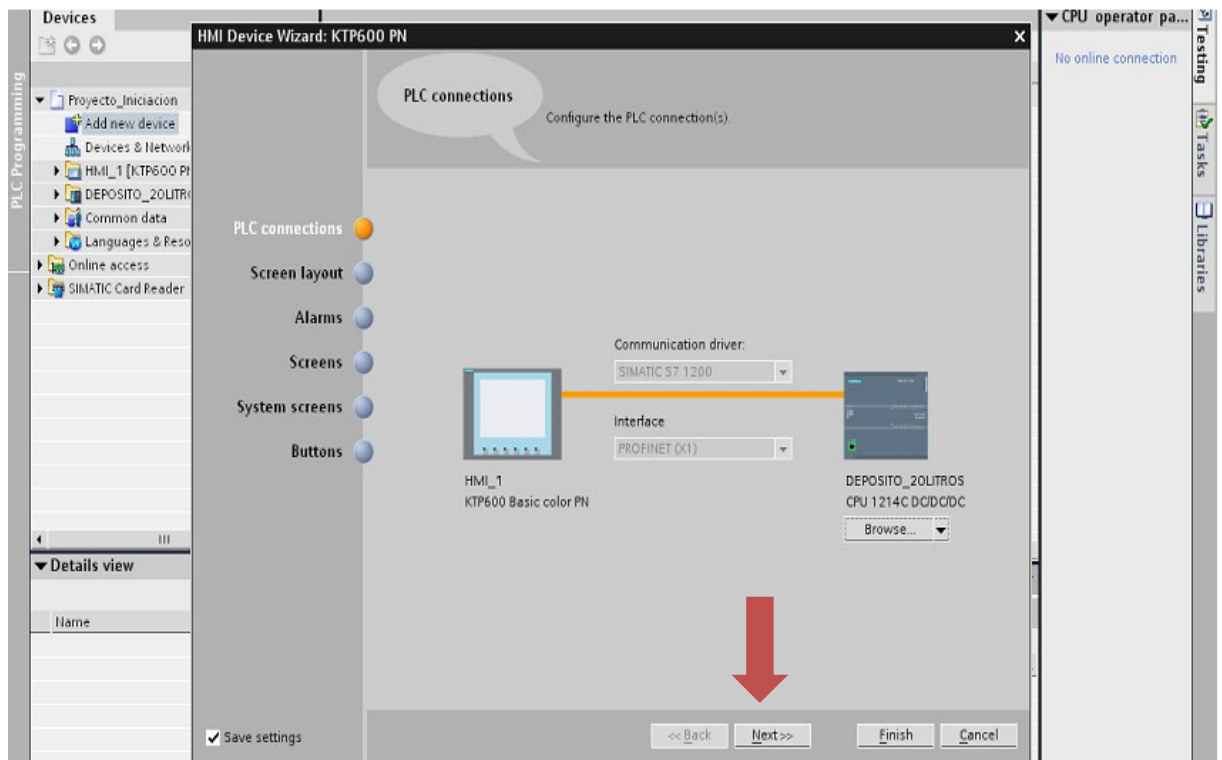 Devices
HMI Device Wizard: KTP600 PN
X
CPU operator pa...
No online connection
Testing
Tasks
Libraries
PLC Programming
Proyecto_Iniciacion
Add new device
Devices & Network
HMI_1 [KTP600 PN
DEPOSITO_20LITRO
Common data
Languages & Reso
Online access
SIMATIC Card Reader
Details view
Name
PLC connections
Configure the PLC connection(s).
PLC connections
Screen layout
Alarms
Screens
System screens
Buttons
Communication driver:
SIMATIC S7 1200
Interface
PROFINET (X1)
HMI_1
KTP600 Basic color PN
DEPOSITO_20LITROS
CPU 1214C DC/DC/DC
Browse...
Save settings
<< Back
Next >>
Finish
Cancel